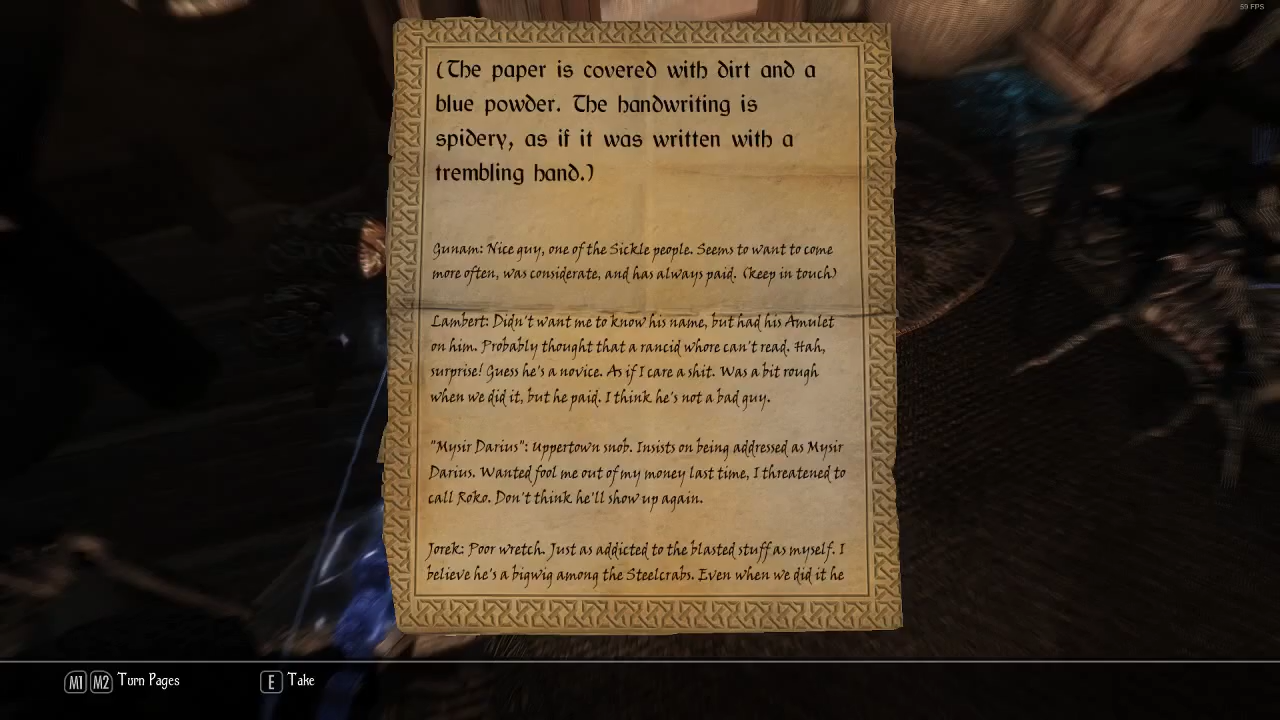 59 FPS
(The paper is covered with dirt and a
blue powder. The handwriting is
spidery, as if it was written with a
trembling hand.)
Gunam: Nice guy, one of the Sickle people. Seems to want to come
more often, was considerate, and has always paid. (keep in touch)
Lambert: Didn't want me to know his name, but had his Amulet
on him. Probably thought that a rancid whore can't read. Hah,
surprise! Guess he's a novice. As if I care a shit. Was a bit rough
when we did it, but he paid. I think he's not a bad guy.
"Mysir Darius": Uppertown snob. Insists on being addressed as Mysir
Darius. Wanted fool me out of my money last time, I threatened to
call Roko. Don't think he'll show up again.
Jorek: Poor wretch. Just as addicted to the blasted stuff as myself. I
believe he's a bigwig among the Steelcrabs. Even when we did it he
M1 M2 Turn Pages
E Take